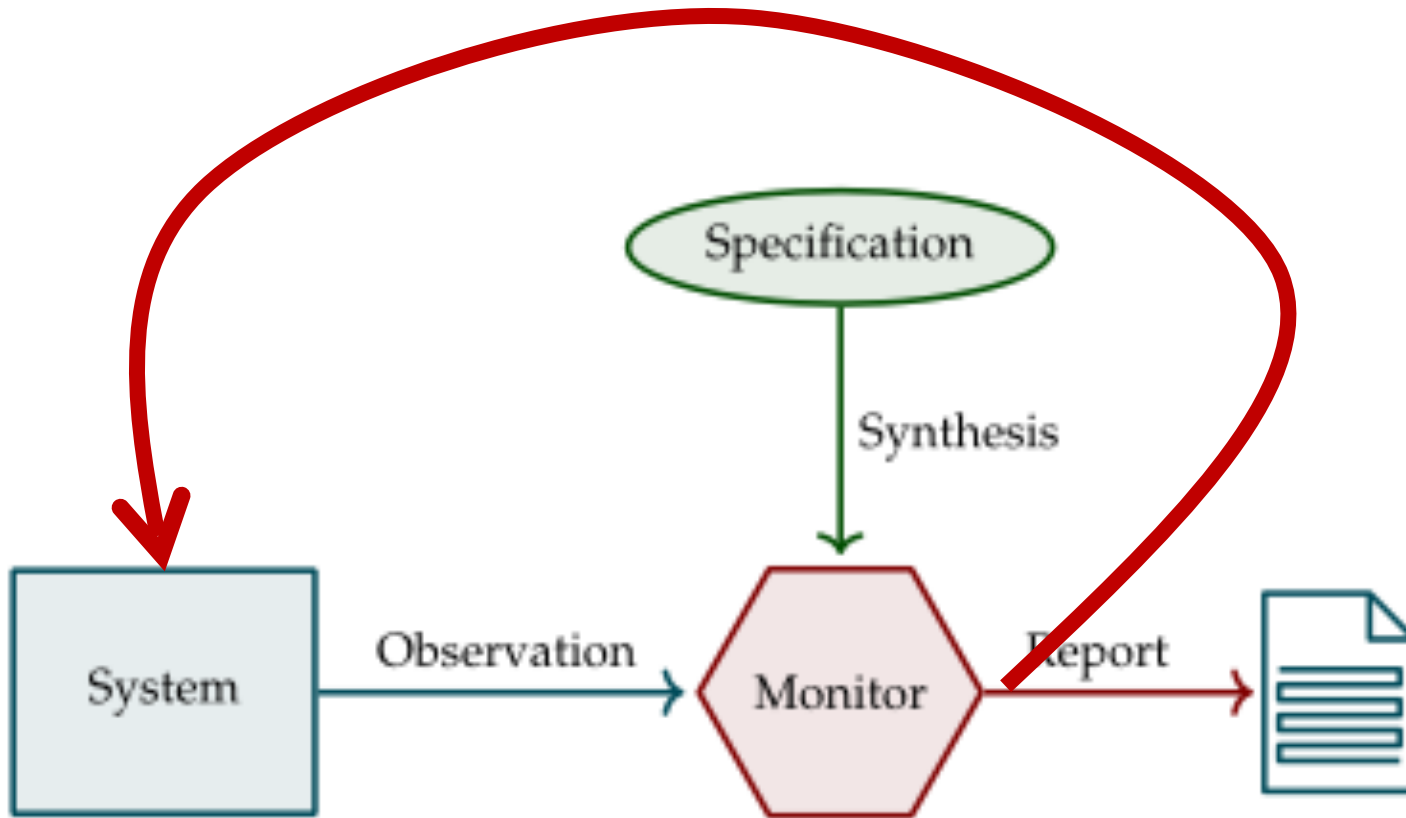 Specification
Synthesis
Observation
Report
System
Monitor